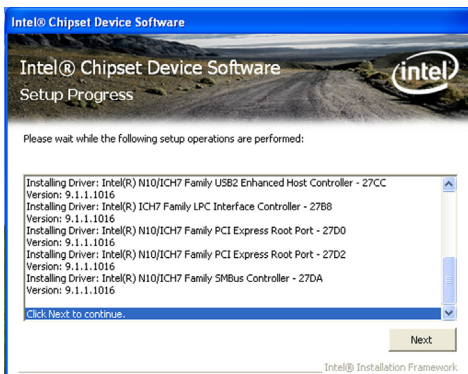 Intel® Chipset Device Software
Intel® Chipset Device Software
Setup Progress
intel
Please wait while the following setup operations are performed:
Installing Driver: Intel(R) N10/ICH7 Family USB2 Enhanced Host Controller - 27CC
Version: 9.1.1.1016
Installing Driver: Intel(R) ICH7 Family LPC Interface Controller - 27B8
Version: 9.1.1.1016
Installing Driver: Intel(R) N10/ICH7 Family PCI Express Root Port - 27D0
Version: 9.1.1.1016
Installing Driver: Intel(R) N10/ICH7 Family PCI Express Root Port - 27D2
Version: 9.1.1.1016
Installing Driver: Intel(R) N10/ICH7 Family SMBus Controller - 27DA
Version: 9.1.1.1016
Click Next to continue.
Next
Intel® Installation Framework